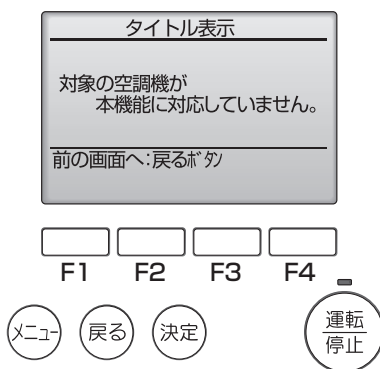 タイトル表示
対象の空調機が
本機能に対応していません。
前の画面へ:戻るボタン
F1 F2 F3 F4
メニュー 戻る 決定 運転
停止